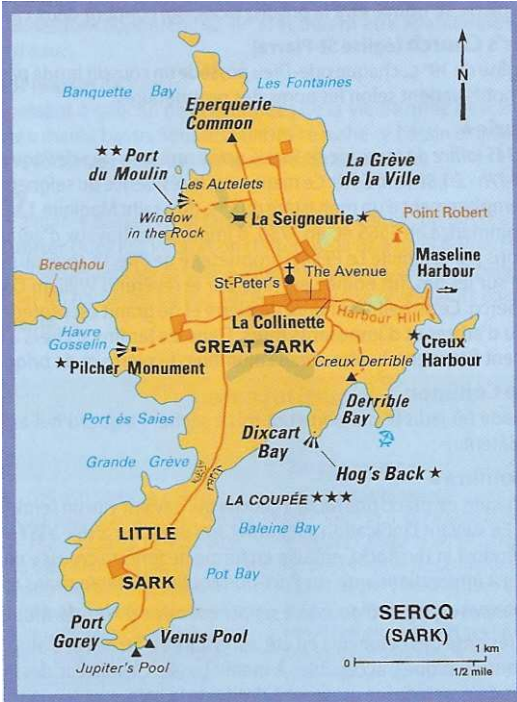 Banquette Bay
Les Fontaines
N
Eperquerie
Common
★★ Port
du Moulin
Les Autelets
Window
in the Rock
La Grève
de la Ville
La Seigneurie ★
Point Robert
Brecqhou
Maseline
Harbour
St-Peter's
The Avenue
Harbour Hill
La Collinette
Havre
Gosselin
GREAT SARK
★ Pilcher Monument
★ Creux
Harbour
Creux Derrible
Derrible
Bay
Port és Saies
Dixcart
Bay
Hog's Back ★
Grande Grève
LA COUPÉE ★★★
Baleine Bay
LITTLE
SARK
Pot Bay
Port
Gorey
Venus Pool
Jupiter's Pool
SERCQ
(SARK)
1 km
0
1/2 mile